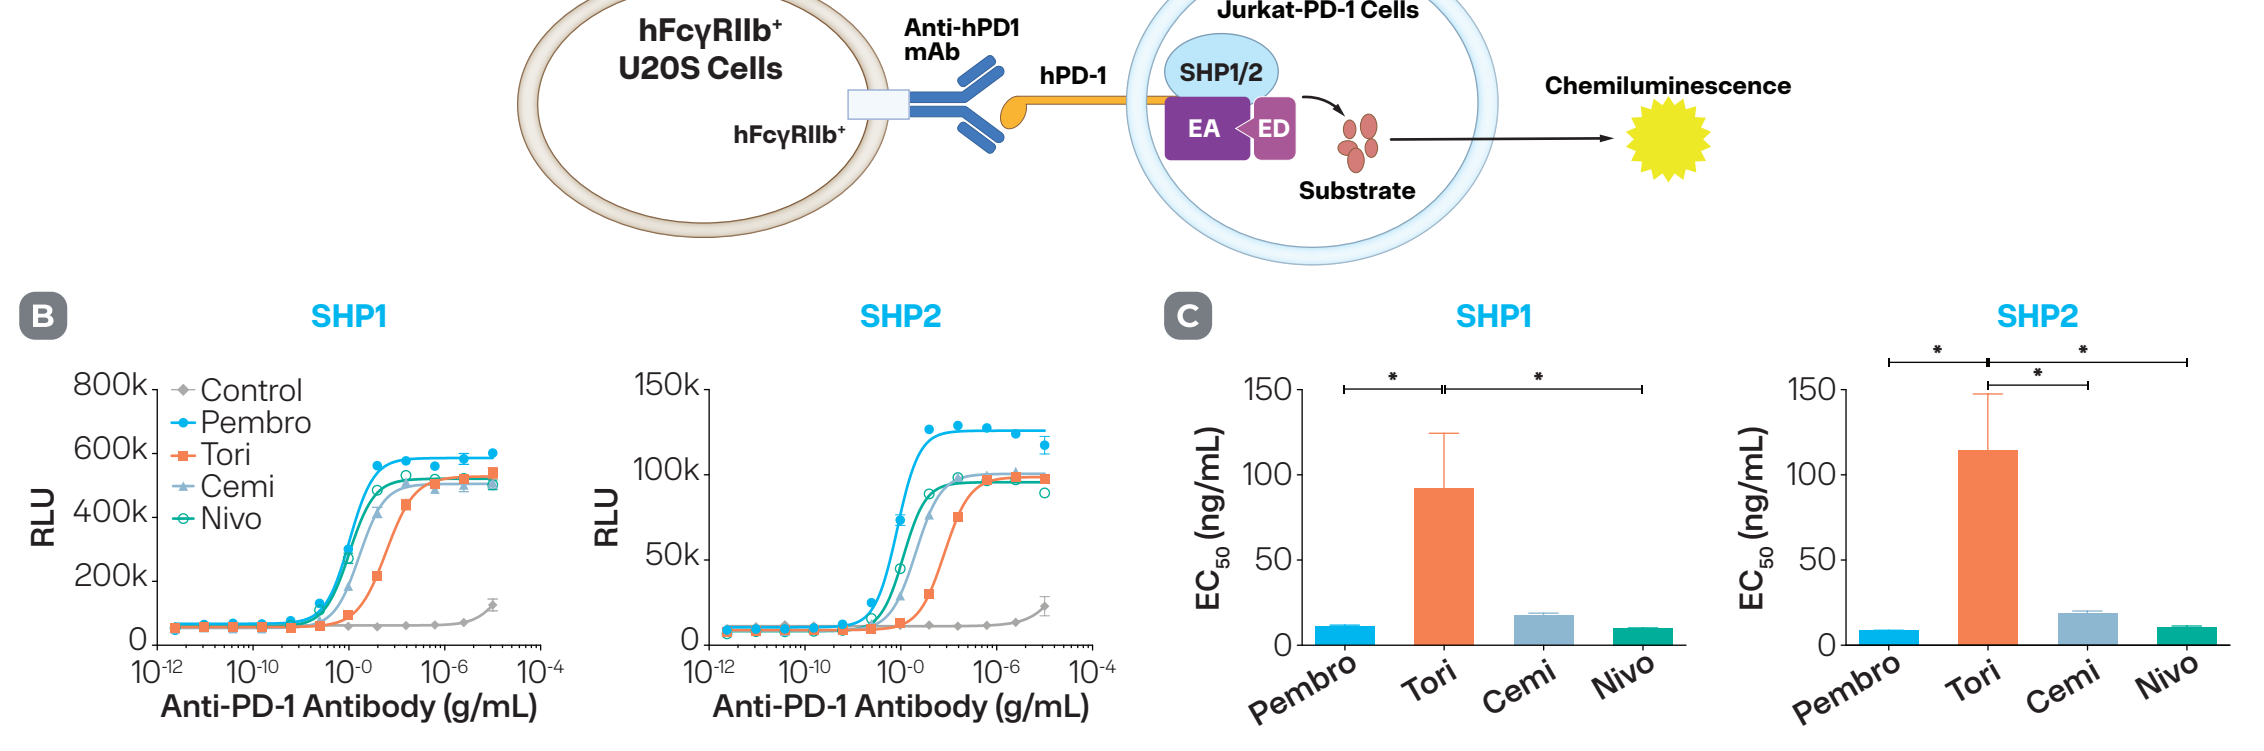 hFcγRIIb⁺
U20S Cells
Anti-hPD1
mAb
hPD-1
hFcγRIIb⁺
Jurkat-PD-1 Cells
SHP1/2
EA
ED
Substrate
Chemiluminescence
B
SHP1
800k
600k
400k
200k
0
RLU
Control
Pembro
Tori
Cemi
Nivo
10⁻¹²
10⁻¹⁰
10⁻⁰
10⁻⁶
10⁻⁴
Anti-PD-1 Antibody (g/mL)
SHP2
150k
100k
50k
0
RLU
10⁻¹²
10⁻¹⁰
10⁻⁰
10⁻⁶
10⁻⁴
Anti-PD-1 Antibody (g/mL)
C
SHP1
* *
150
100
50
0
EC₅₀ (ng/mL)
Pembro
Tori
Cemi
Nivo
SHP2
* *
*
150
100
50
0
EC₅₀ (ng/mL)
Pembro
Tori
Cemi
Nivo